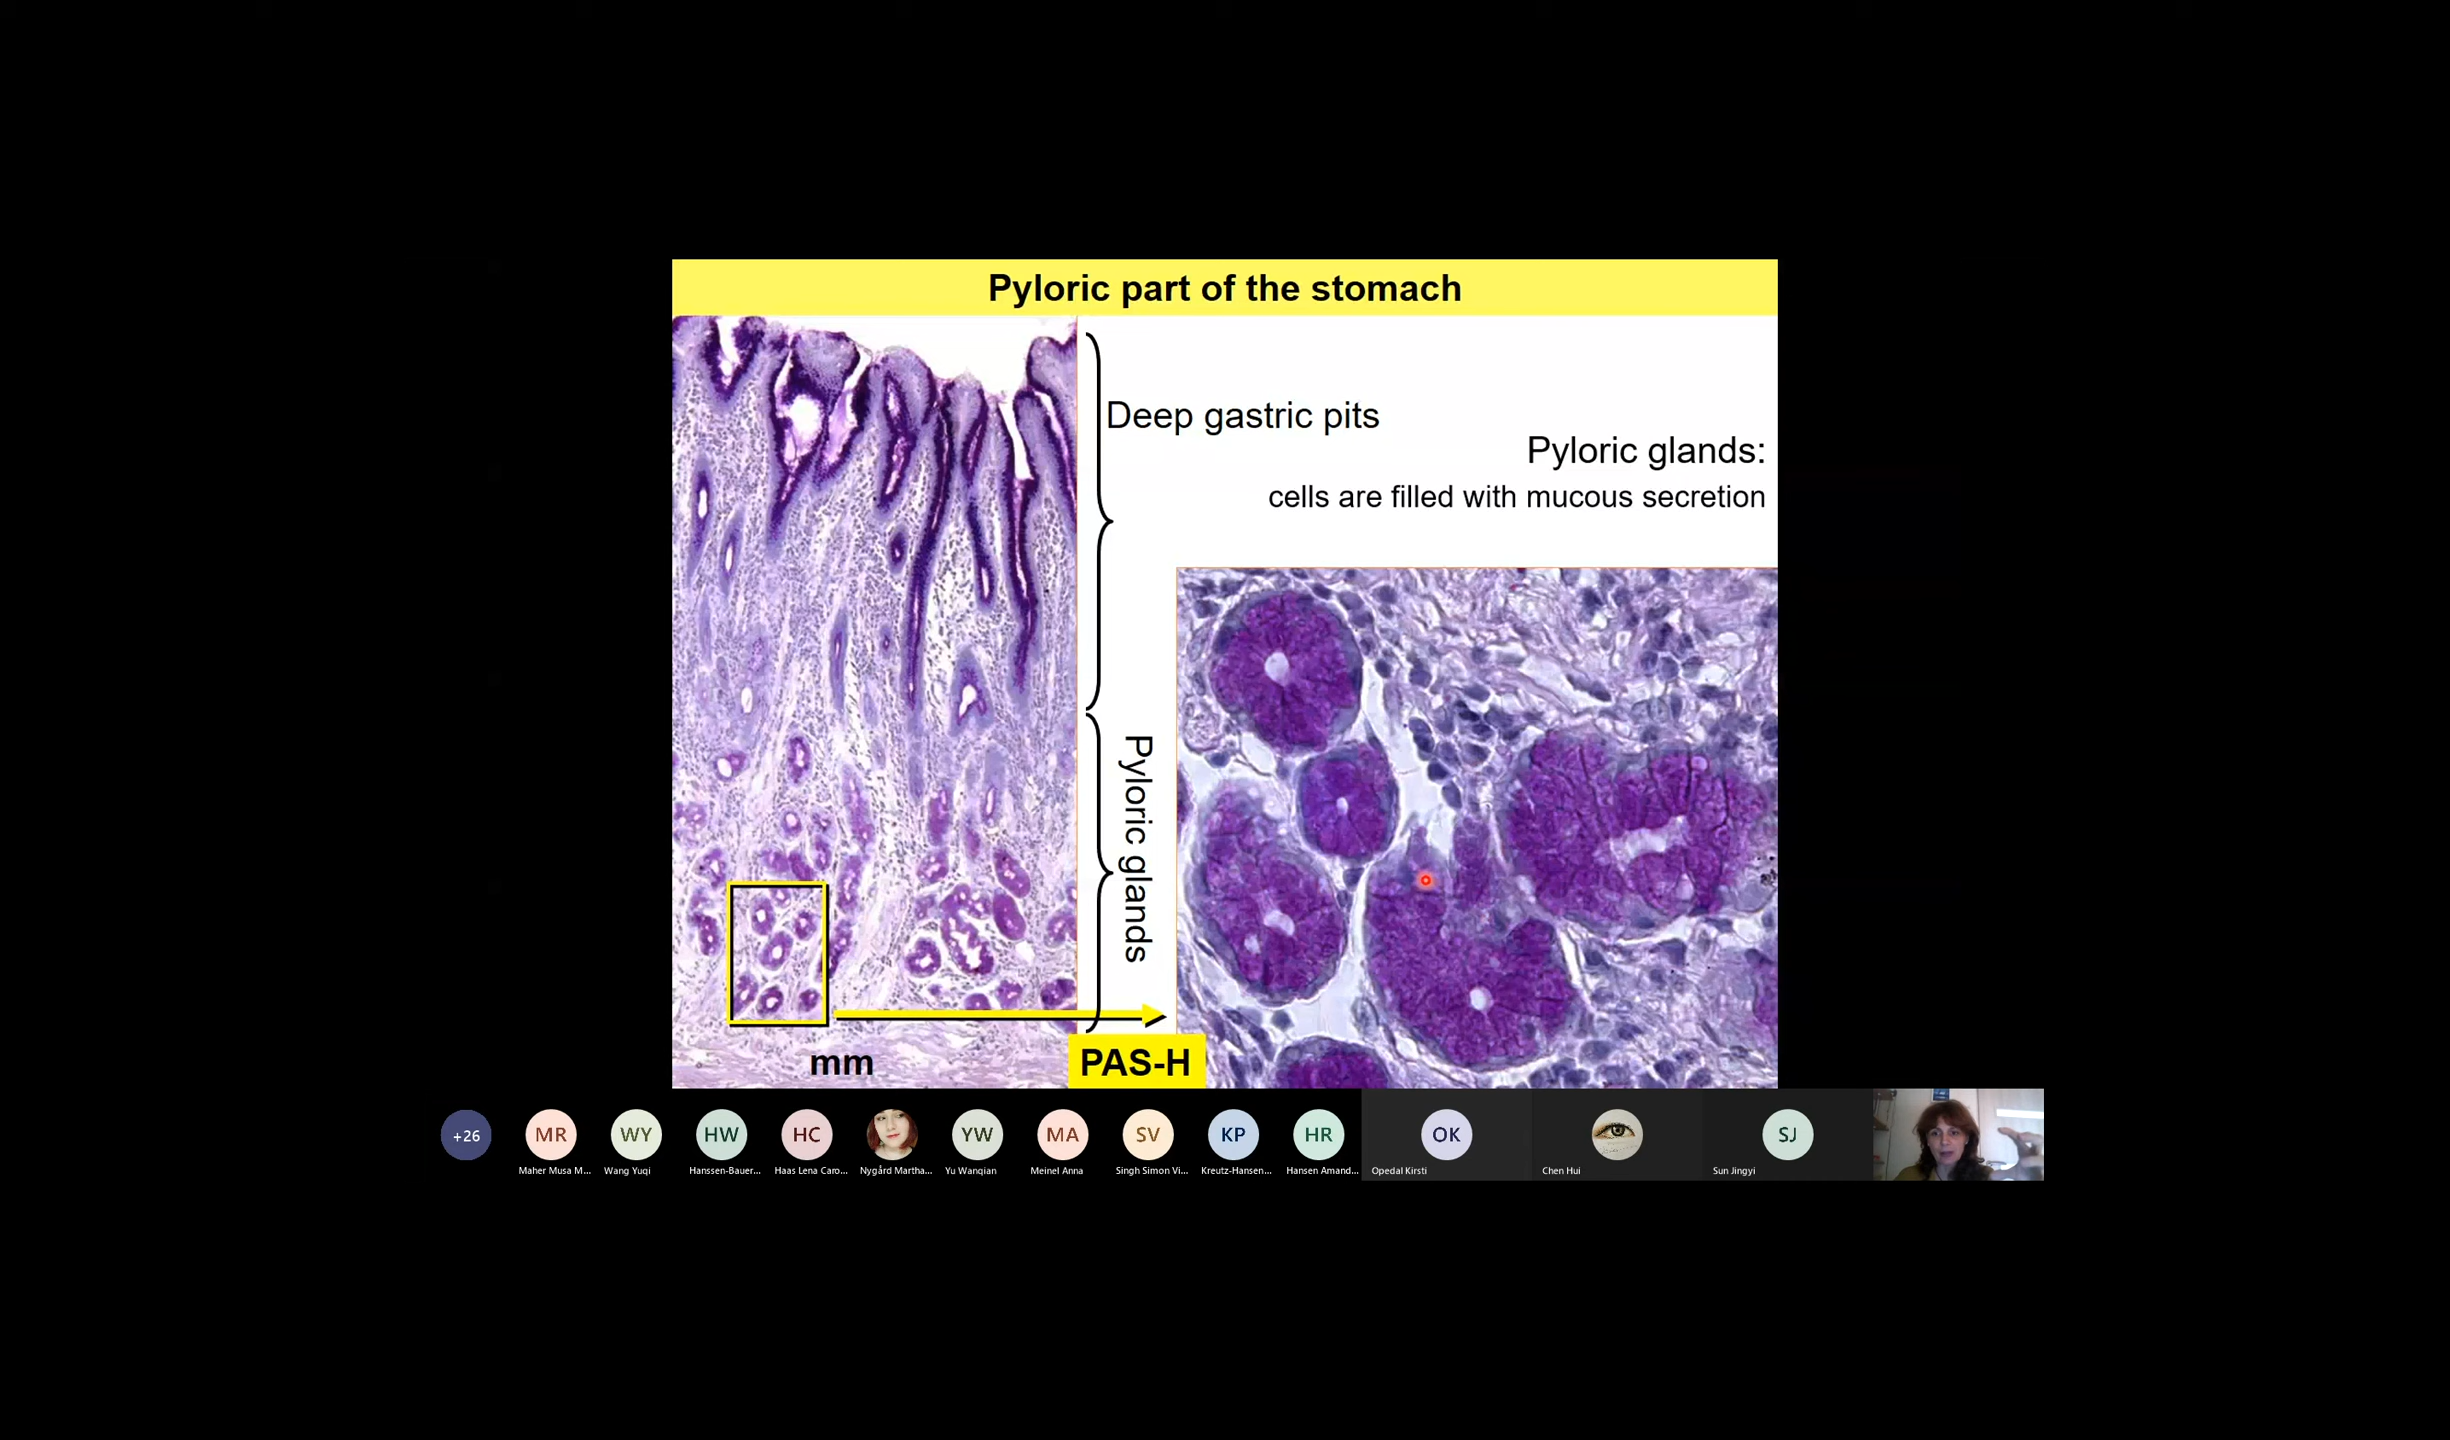 Pyloric part of the stomach
Deep gastric pits
Pyloric glands:
cells are filled with mucous secretion
Pyloric glands
mm
PAS-H
+26
MR
WY
HW
HC
YW
MA
SV
KP
HR
OK
SJ
Maher Musa M...
Wang Yuqi
Hanssen-Bauer...
Haas Lena Caro...
Nygård Martha...
Yu Wanqian
Meinel Anna
Singh Simon Vi...
Kreutz-Hansen...
Hansen Amand...
Opedal Kirsti
Chen Hui
Sun Jingyi